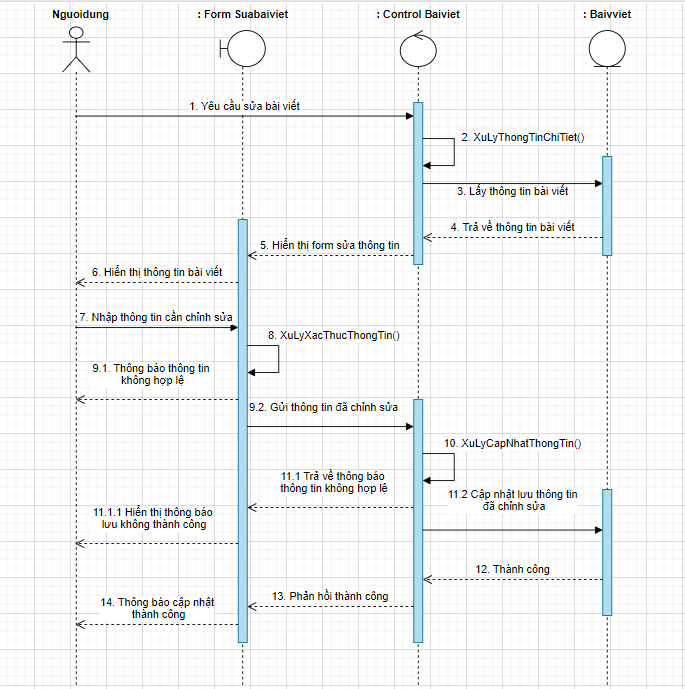 Nguoidung
: Form Suabaiviet
: Control Baiviet
: Baivviet
1. Yêu cầu sửa bài viết
2. XuLyThongTinChiTiet()
3. Lấy thông tin bài viết
4. Trả về thông tin bài viết
5. Hiển thị form sửa thông tin
6. Hiển thị thông tin bài viết
7. Nhập thông tin cần chỉnh sửa
8. XuLyXacThucThongTin()
9.1. Thông báo thông tin
không hợp lệ
9.2. Gửi thông tin đã chỉnh sửa
10. XuLyCapNhatThongTin()
11.1 Trả về thông báo
thông tin không hợp lệ
11.2 Cập nhật lưu thông tin
đã chỉnh sửa
11.1.1 Hiển thị thông báo
lưu không thành công
12. Thành công
13. Phản hồi thành công
14. Thông báo cập nhật
thành công